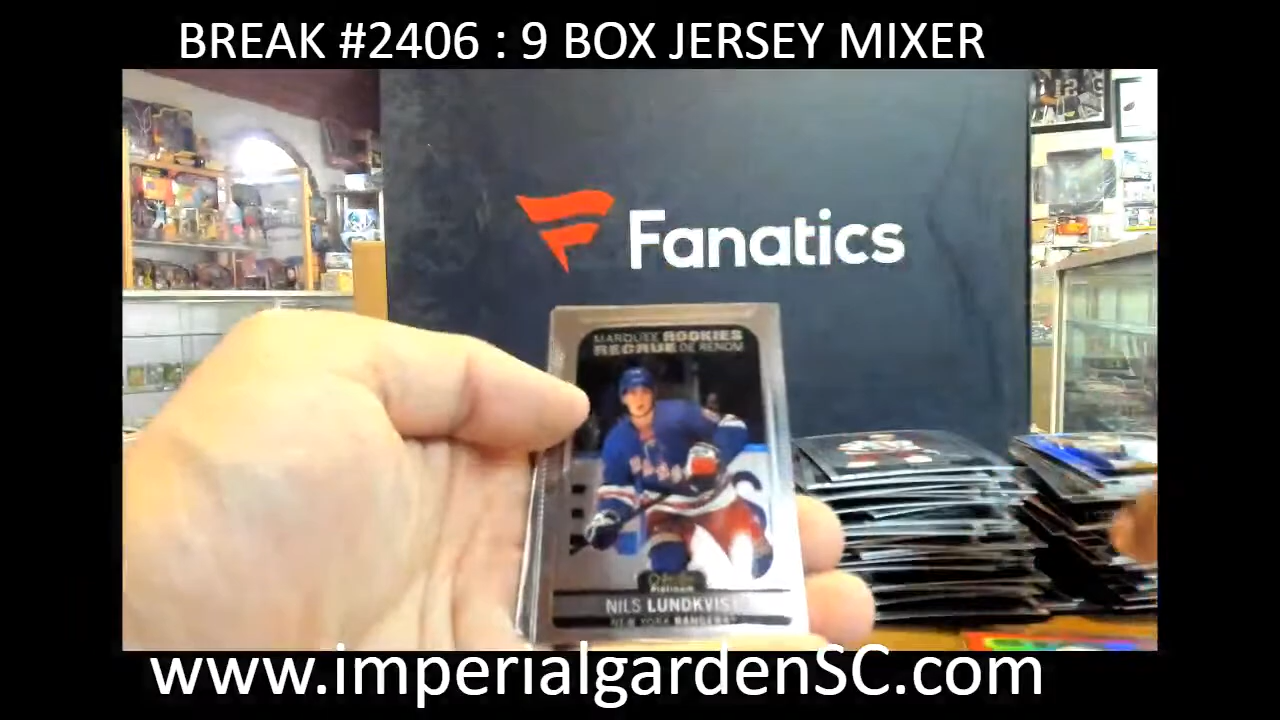 BREAK #2406 : 9 BOX JERSEY MIXER
Fanatics
MARQUEE ROOKIES
RECRUE DE RENOM
Platinum
NILS LUNDKVIST
NEW YORK RANGERS
www.imperialgardenSC.com